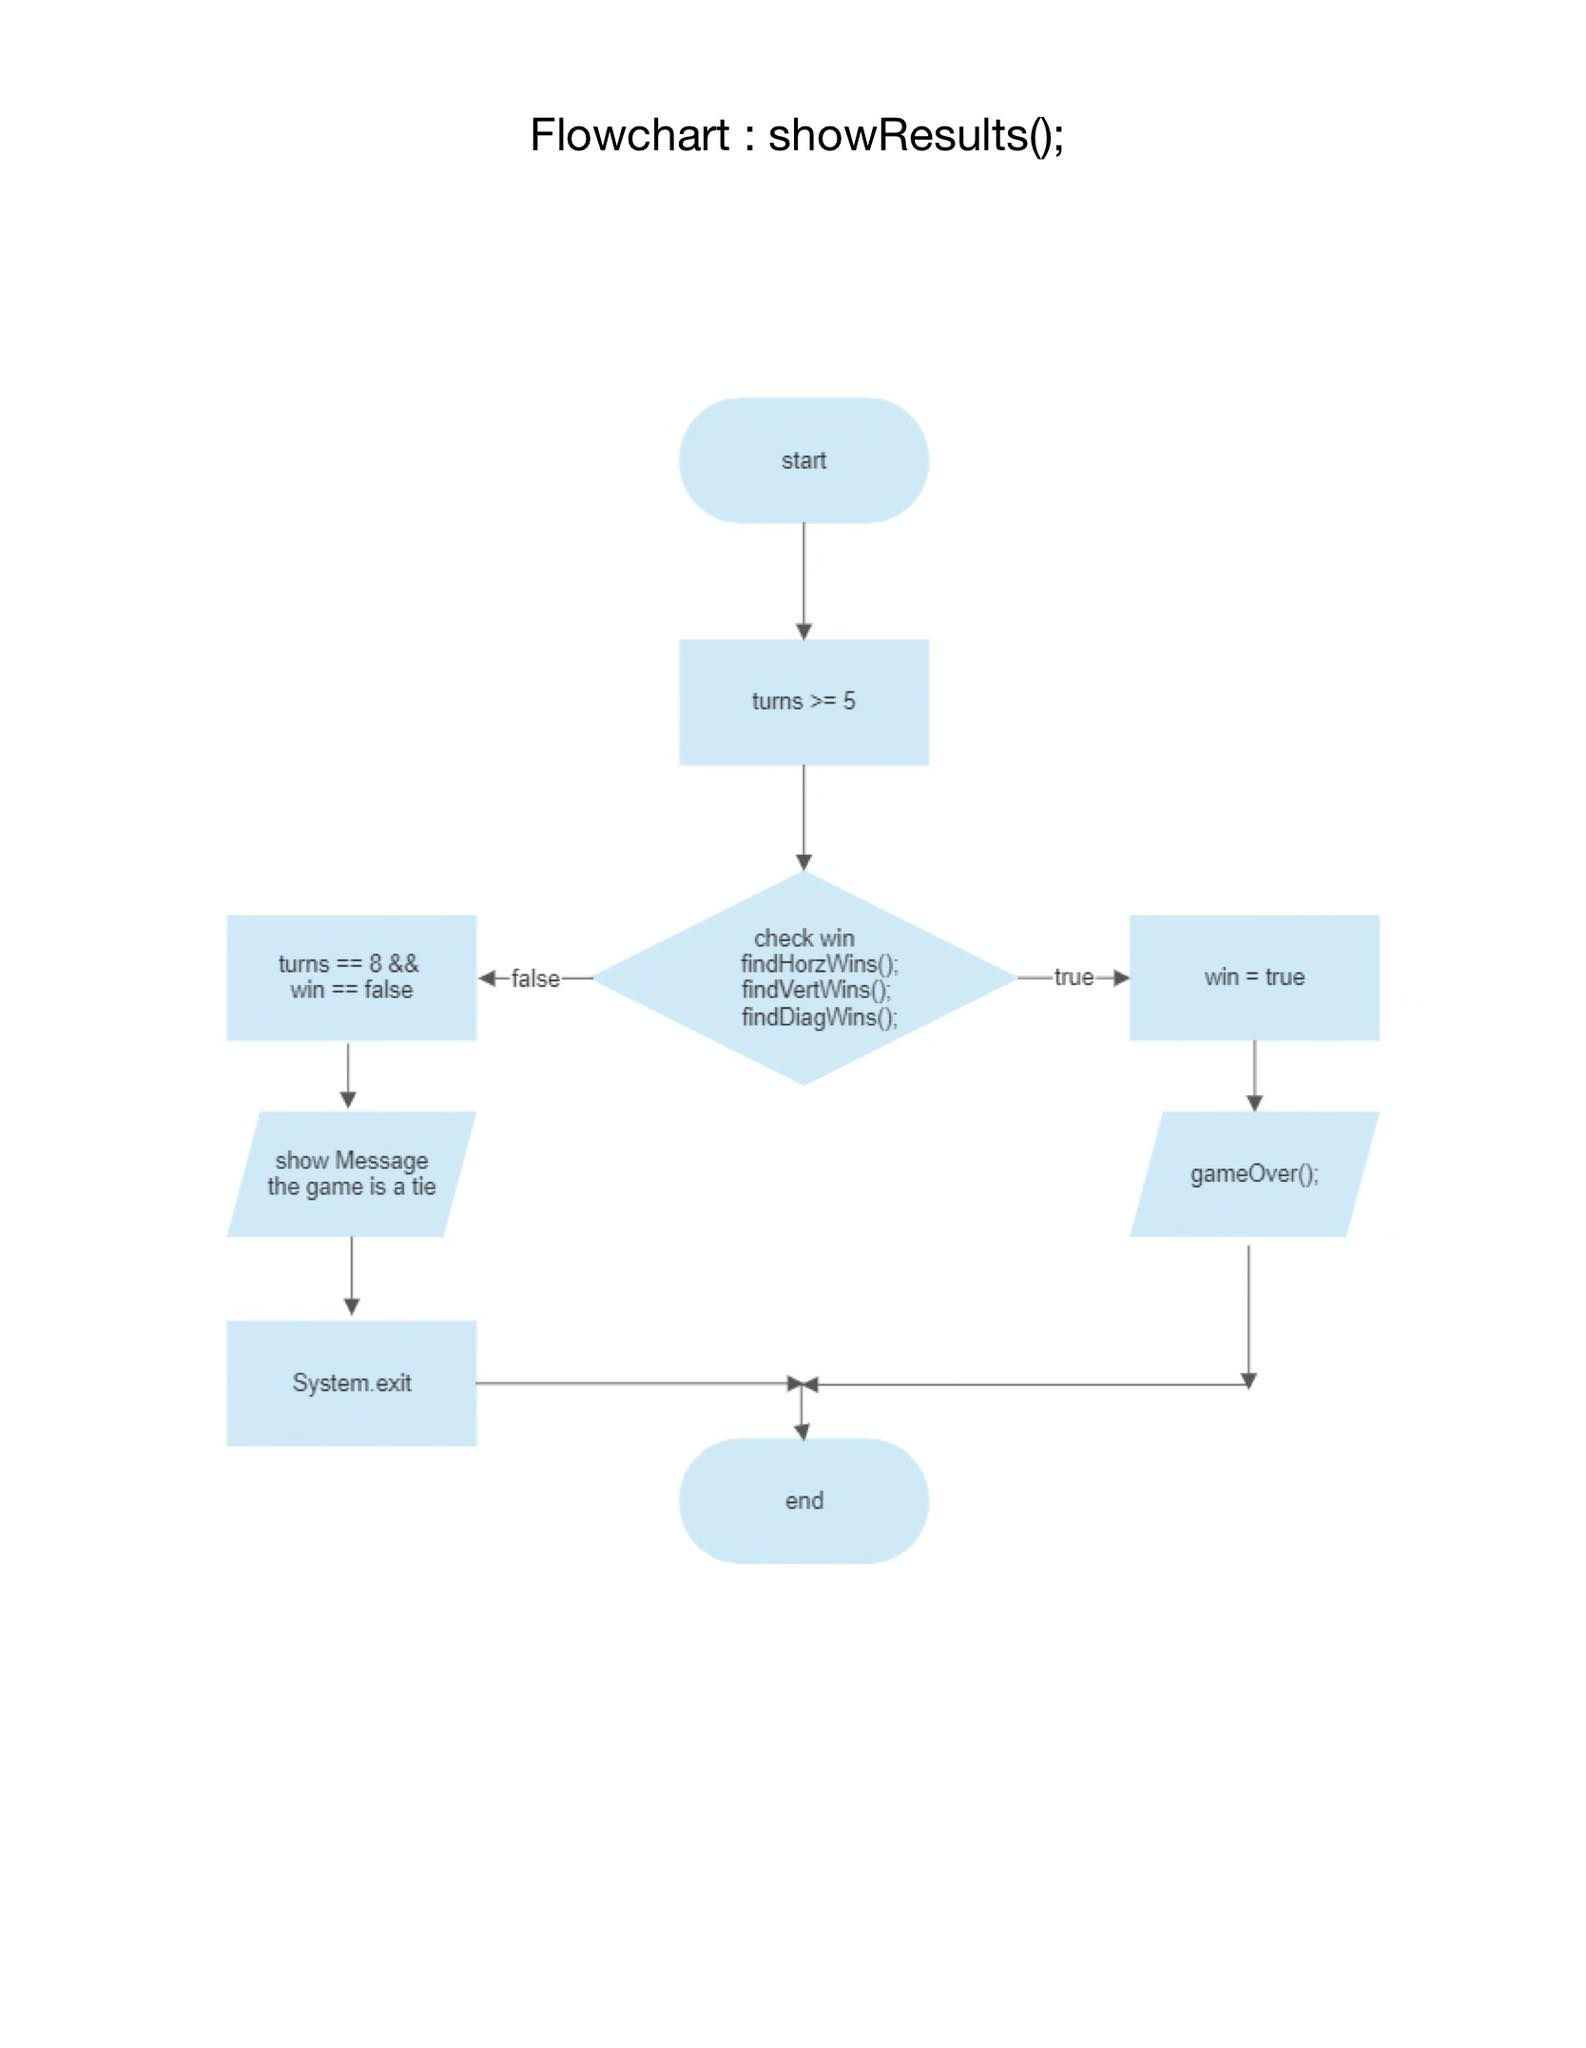 Flowchart : showResults();
start
turns >= 5
check win
findHorzWins();
findVertWins();
findDiagWins();
false
true
turns == 8 &&
win == false
win = true
show Message
the game is a tie
gameOver();
System.exit
end